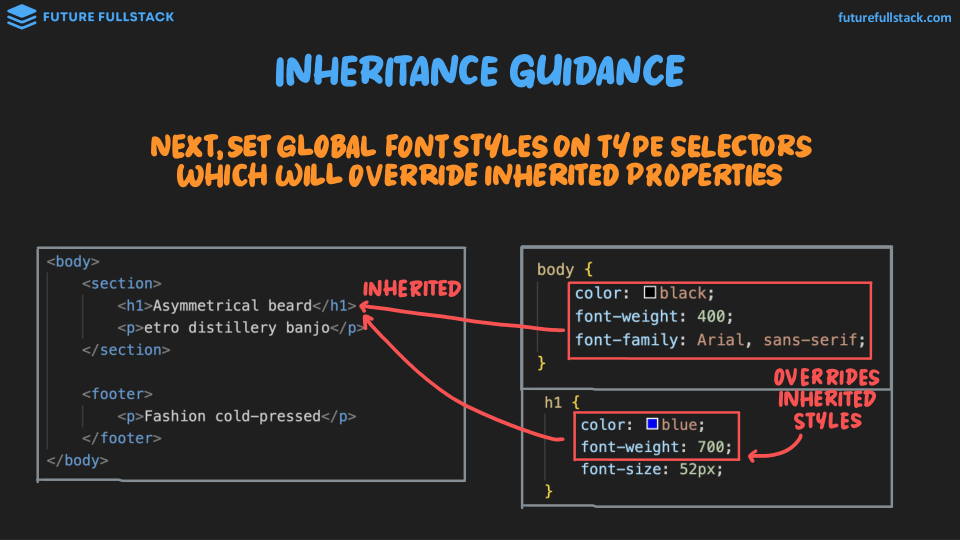 FUTURE FULLSTACK
futurefullstack.com
INHERITANCE GUIDANCE
NEXT, SET GLOBAL FONT STYLES ON TYPE SELECTORS
WHICH WILL OVERRIDE INHERITED PROPERTIES
<body>
<section>
<h1>Asymmetrical beard</h1>
<p>etro distillery banjo</p>
</section>
<footer>
<p>Fashion cold-pressed</p>
</footer>
</body>
INHERITED
body {
color: black;
font-weight: 400;
font-family: Arial, sans-serif;
}
h1 {
color: blue;
font-weight: 700;
font-size: 52px;
}
OVERRIDES
INHERITED
STYLES